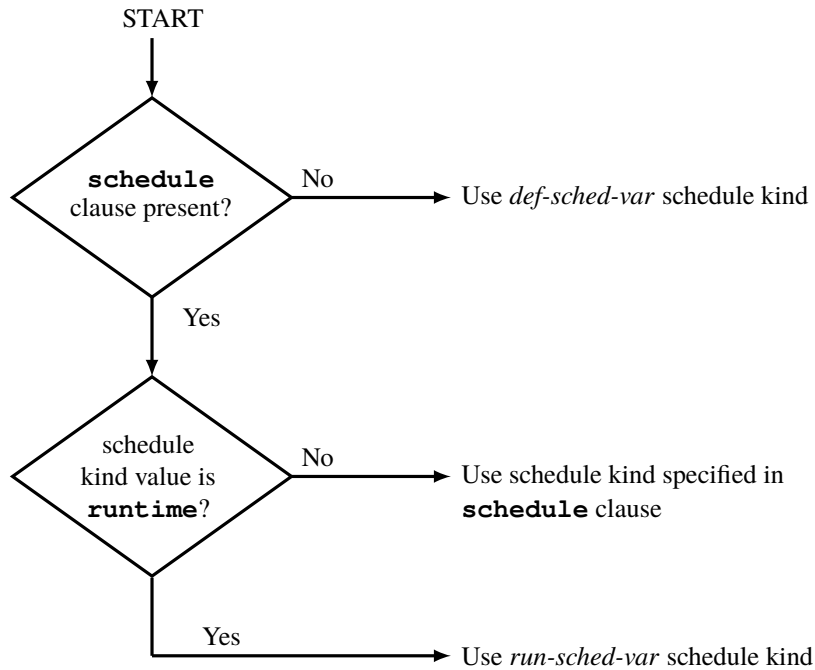 START
schedule
clause present?
No
Use def-sched-var schedule kind
Yes
schedule
kind value is
runtime?
No
Use schedule kind specified in
schedule clause
Yes
Use run-sched-var schedule kind